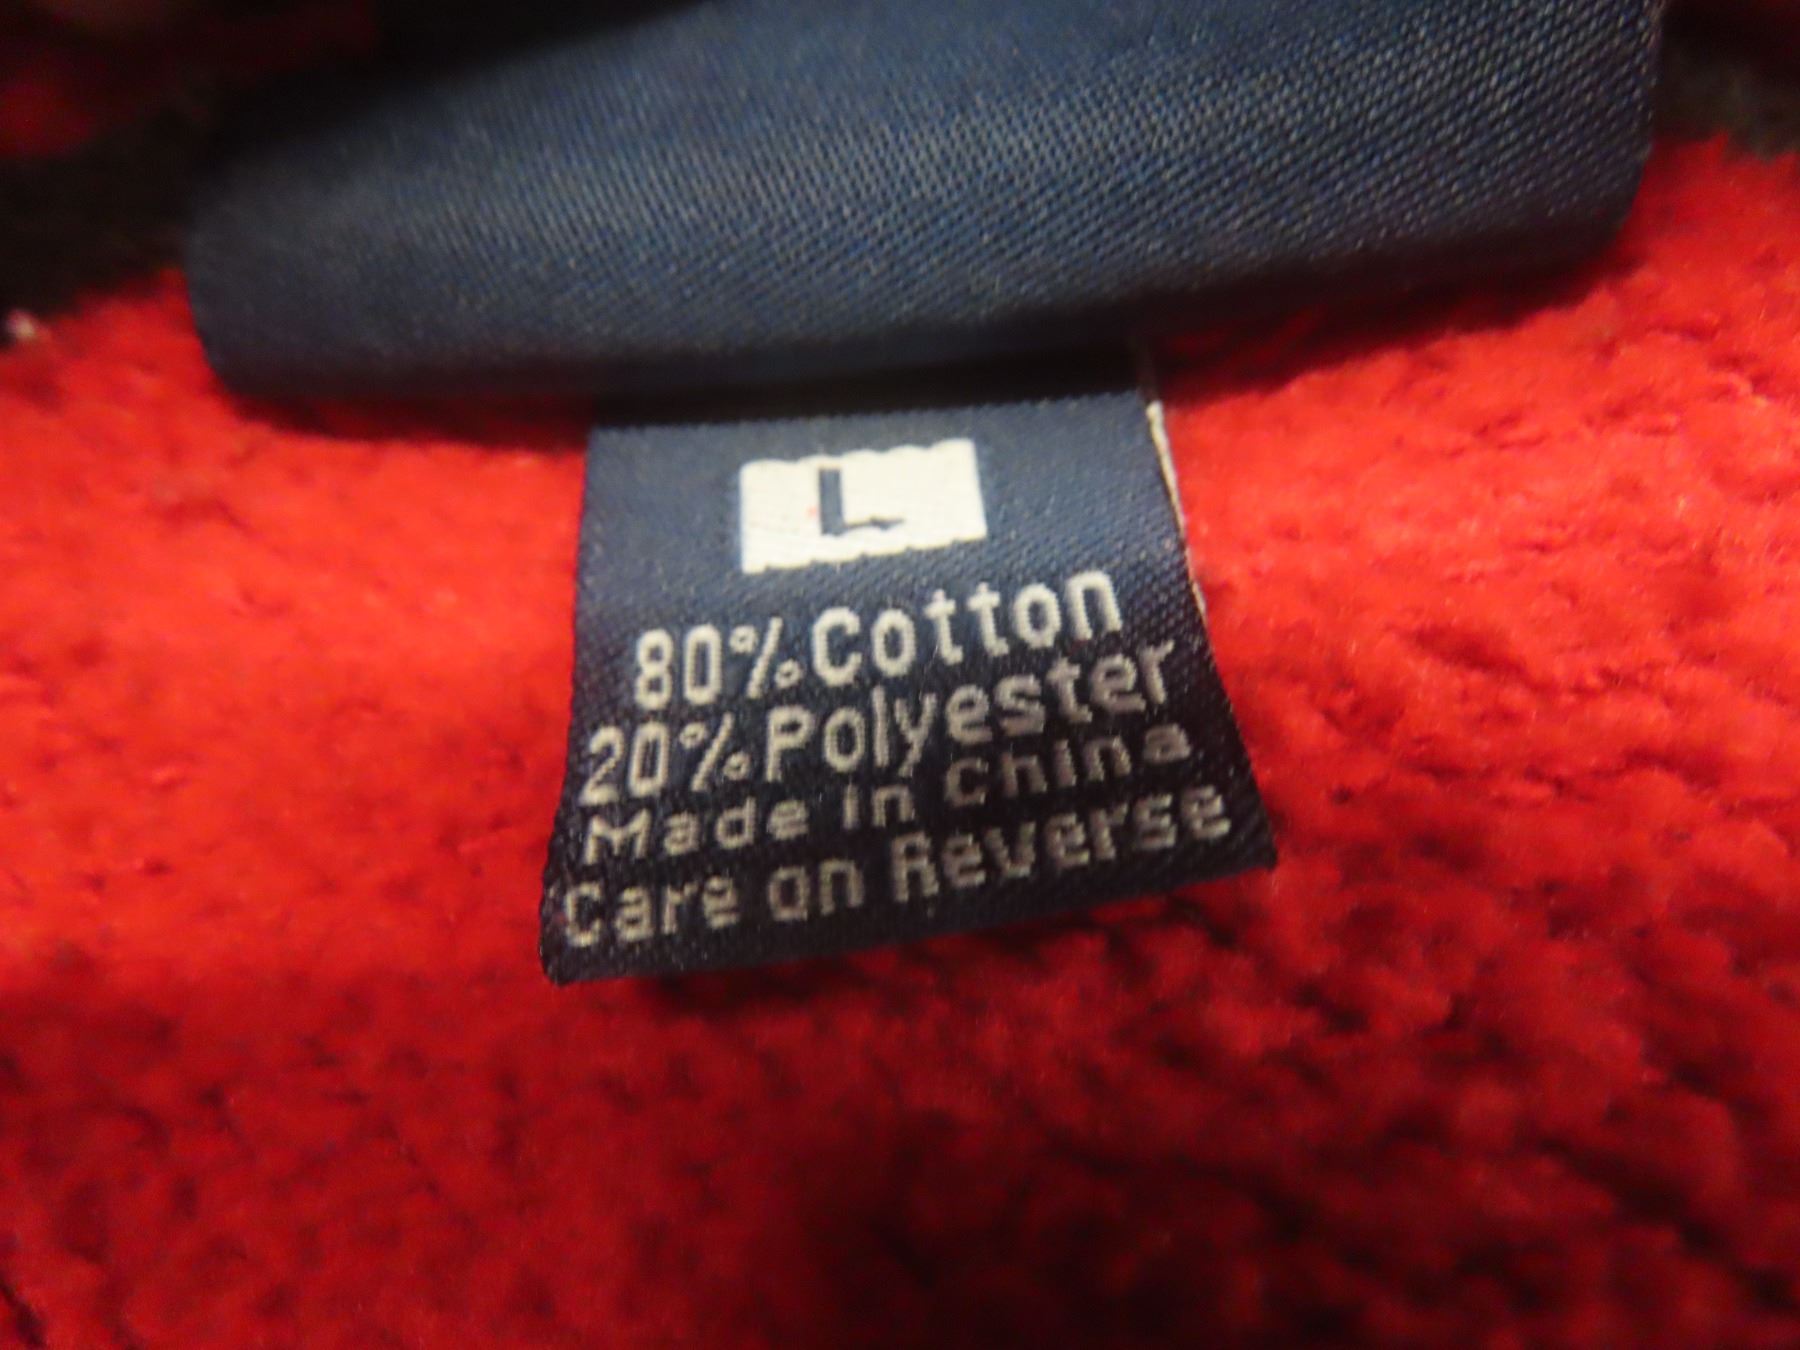 L
80% Cotton
20% Polyester
Made in China
Care on Reverse